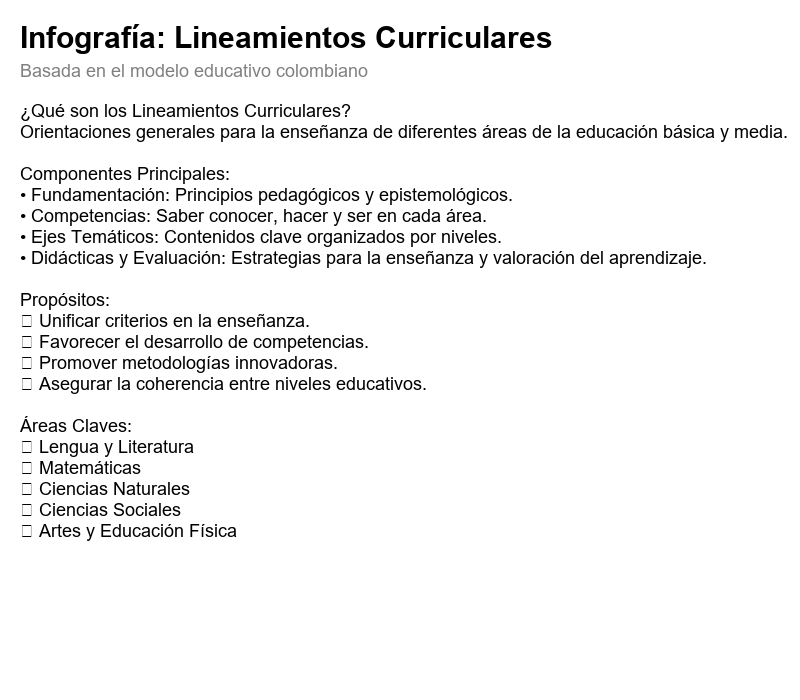 Infografía: Lineamientos Curriculares
Basada en el modelo educativo colombiano
¿Qué son los Lineamientos Curriculares?
Orientaciones generales para la enseñanza de diferentes áreas de la educación básica y media.
Componentes Principales:
• Fundamentación: Principios pedagógicos y epistemológicos.
• Competencias: Saber conocer, hacer y ser en cada área.
• Ejes Temáticos: Contenidos clave organizados por niveles.
• Didácticas y Evaluación: Estrategias para la enseñanza y valoración del aprendizaje.
Propósitos:
▯ Unificar criterios en la enseñanza.
▯ Favorecer el desarrollo de competencias.
▯ Promover metodologías innovadoras.
▯ Asegurar la coherencia entre niveles educativos.
Áreas Claves:
▯ Lengua y Literatura
▯ Matemáticas
▯ Ciencias Naturales
▯ Ciencias Sociales
▯ Artes y Educación Física